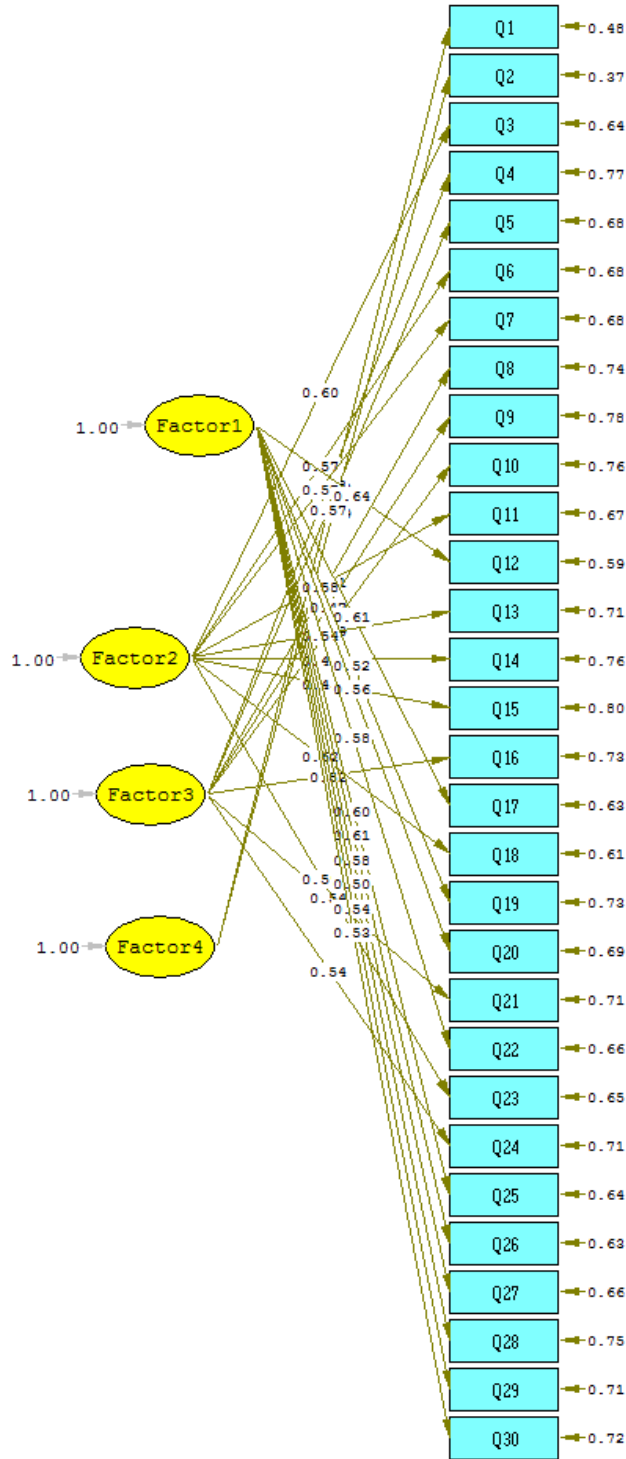 Q1 0.48
Q2 0.37
Q3 0.64
Q4 0.77
Q5 0.68
Q6 0.68
Q7 0.68
Q8 0.74
0.60
Q9 0.78
1.00 Factor1
Q10 0.76
0.57
0.64
0.57
Q11 0.67
Q12 0.59
Q13 0.71
0.61
0.54
1.00 Factor2
Q14 0.76
0.52
0.56
Q15 0.80
0.58
Q16 0.73
0.62
1.00 Factor3
Q17 0.63
0.60
0.61
Q18 0.61
0.58
0.50
0.54
Q19 0.73
0.53
1.00 Factor4
Q20 0.69
0.54
Q21 0.71
Q22 0.66
Q23 0.65
Q24 0.71
Q25 0.64
Q26 0.63
Q27 0.66
Q28 0.75
Q29 0.71
Q30 0.72